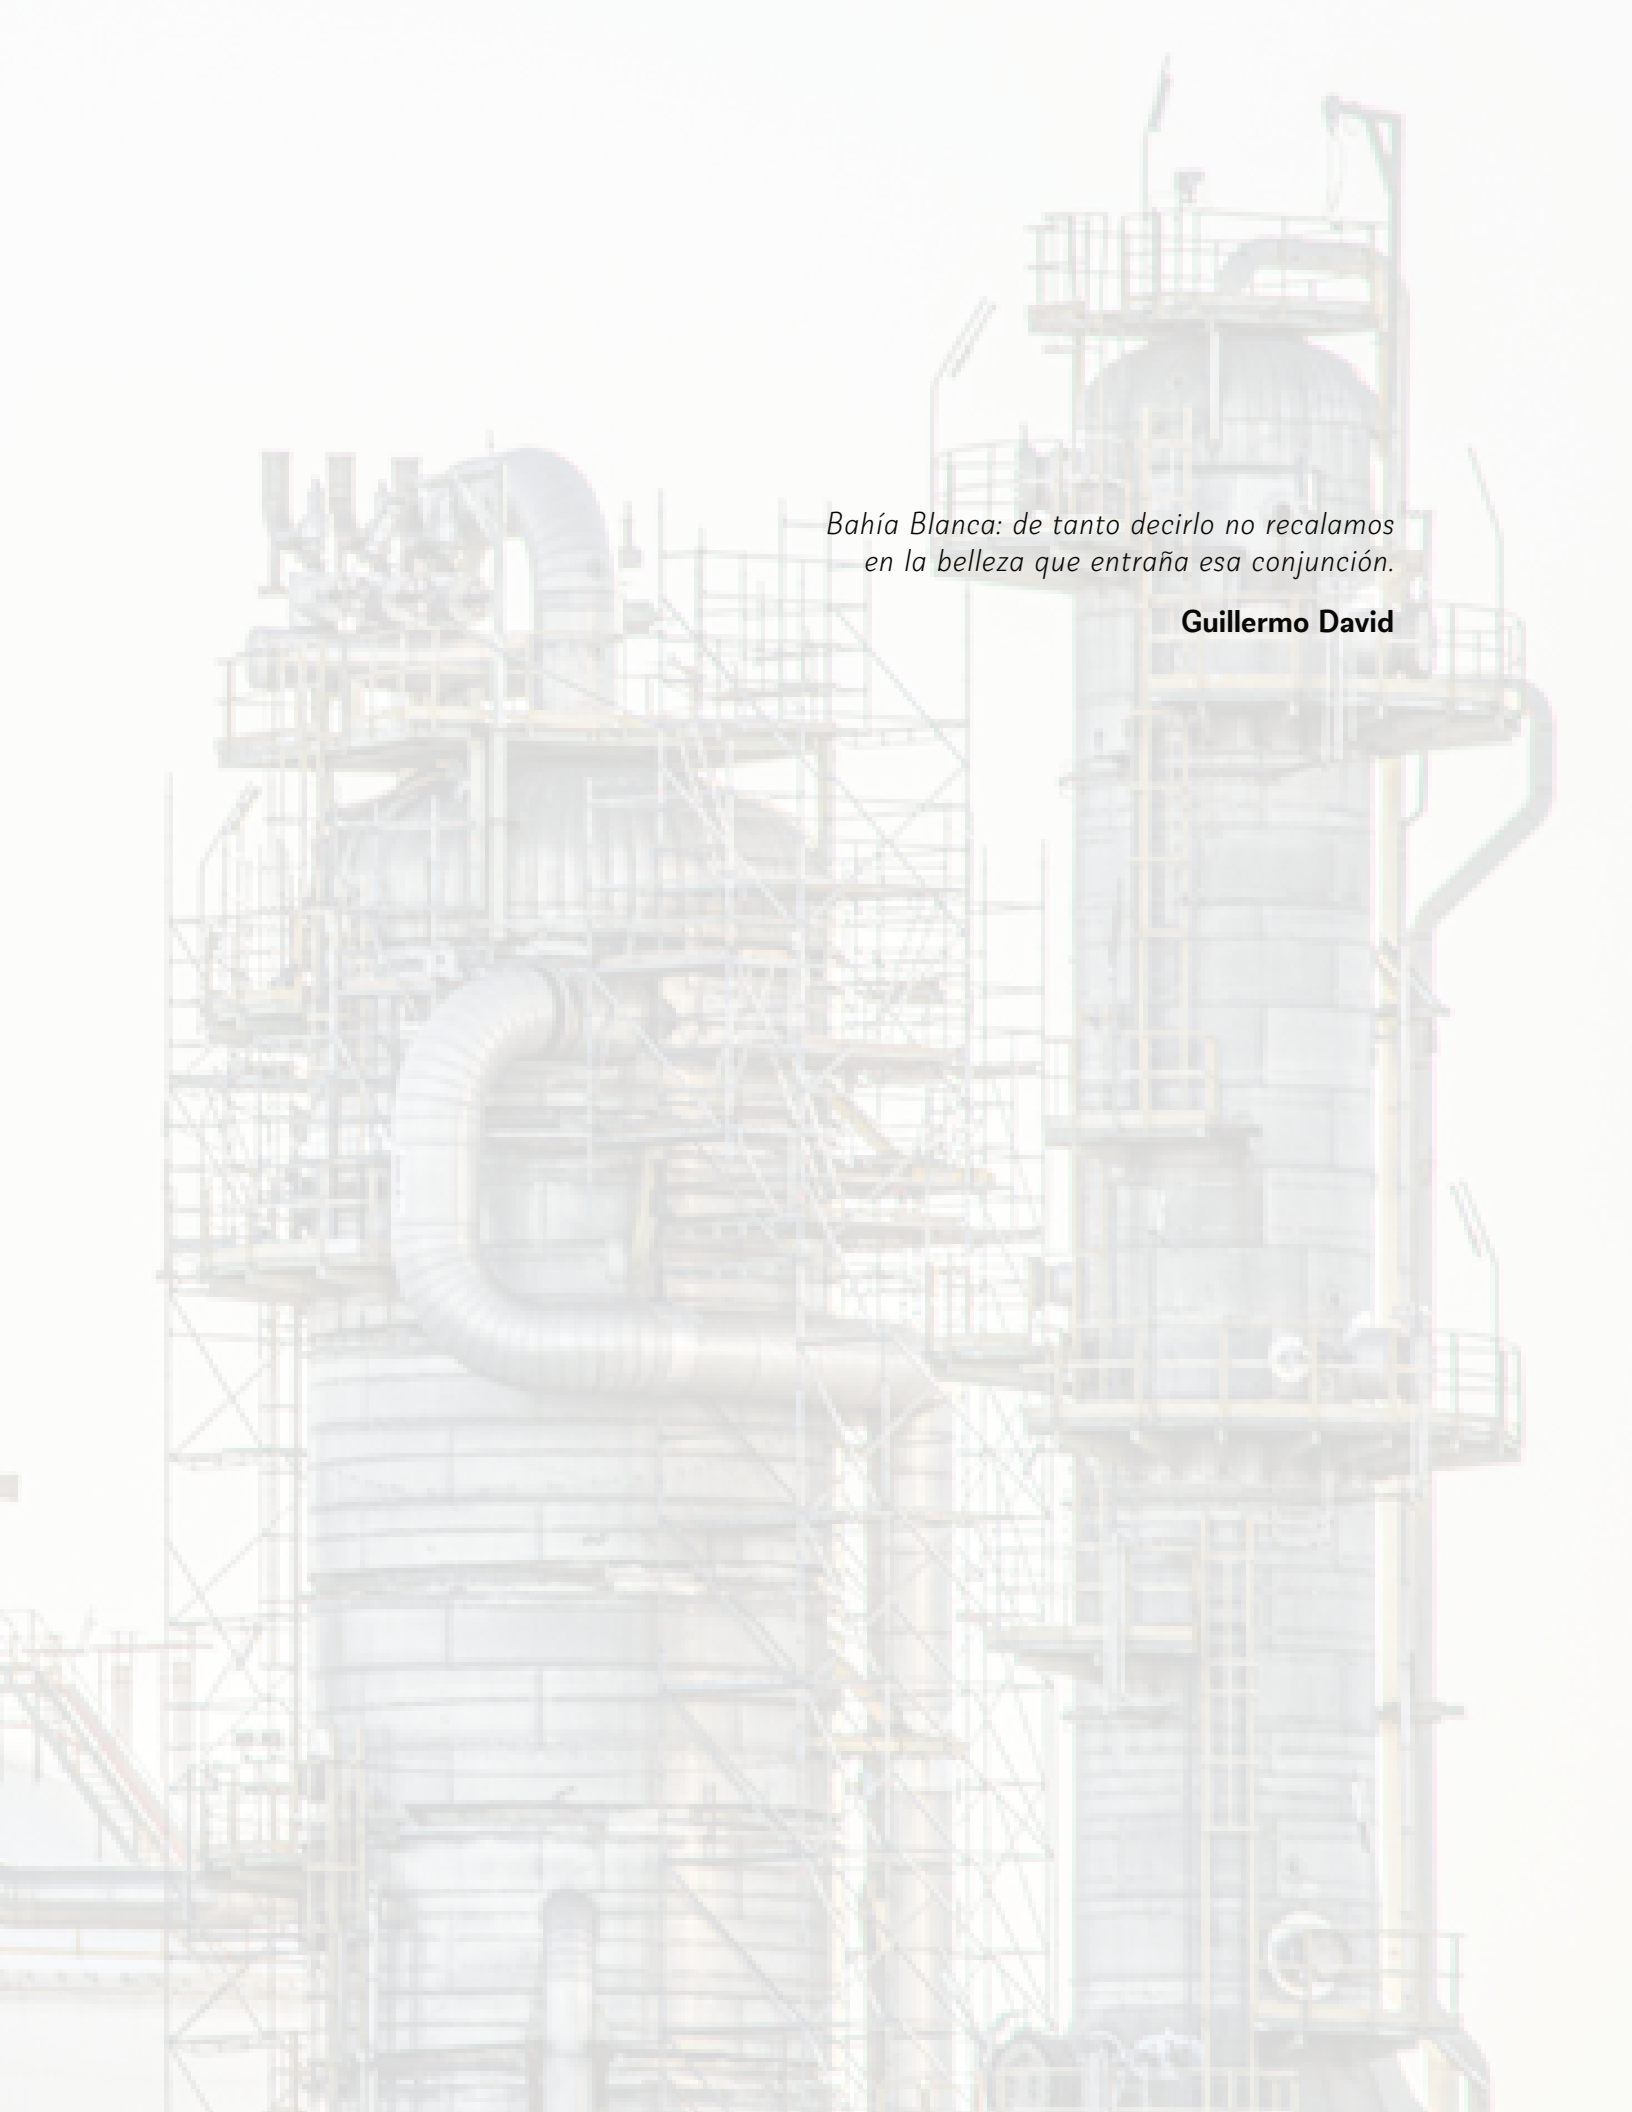 Bahía Blanca: de tanto decirlo no recalamos
en la belleza que entraña esa conjunción.
Guillermo David